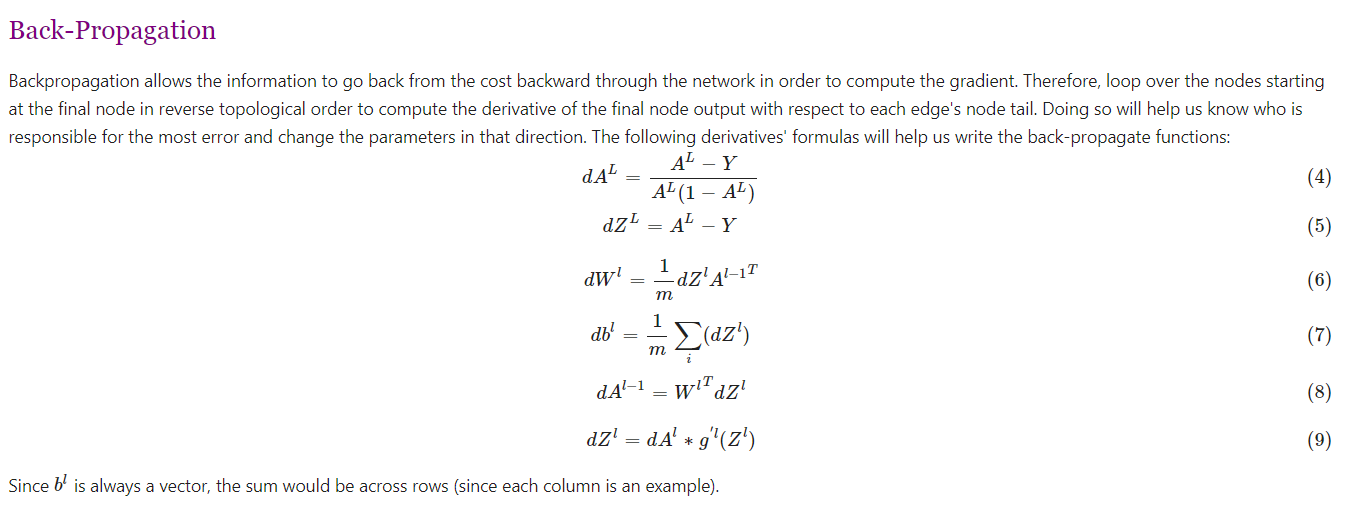 Back-Propagation
Backpropagation allows the information to go back from the cost backward through the network in order to compute the gradient. Therefore, loop over the nodes starting
at the final node in reverse topological order to compute the derivative of the final node output with respect to each edge's node tail. Doing so will help us know who is
responsible for the most error and change the parameters in that direction. The following derivatives' formulas will help us write the back-propagate functions:
$dA^L = \frac{A^L - Y}{A^L(1 - A^L)}$ (4)
$dZ^L = A^L - Y$ (5)
$dW^l = \frac{1}{m} dZ^l {A^{l-1}}^T$ (6)
$db^l = \frac{1}{m} \sum_i (dZ^l)$ (7)
$dA^{l-1} = {W^l}^T dZ^l$ (8)
$dZ^l = dA^l * g'^l(Z^l)$ (9)
Since $b^l$ is always a vector, the sum would be across rows (since each column is an example).